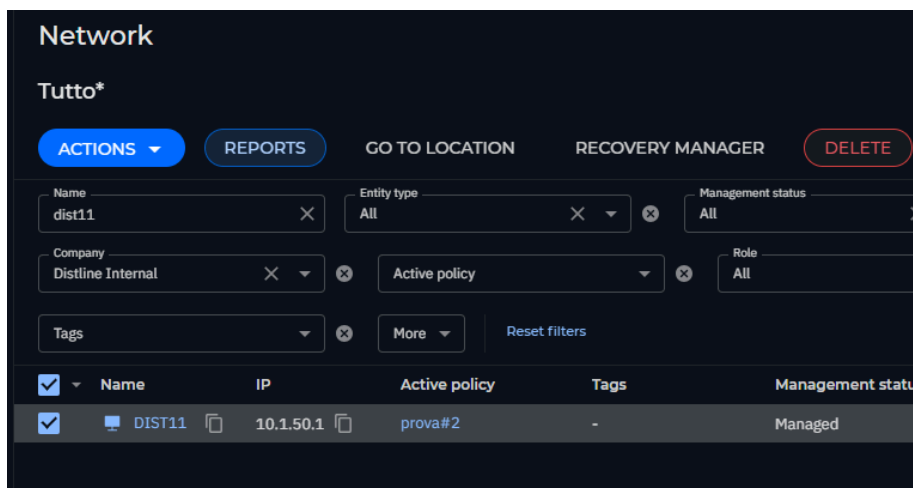 Network
Tutto*
ACTIONS REPORTS GO TO LOCATION RECOVERY MANAGER DELETE
Name Entity type Management status
dist11 All All
Company Role
Distline Internal Active policy All
Tags More Reset filters
Name IP Active policy Tags Management statu
DIST11 10.1.50.1 prova#2 - Managed